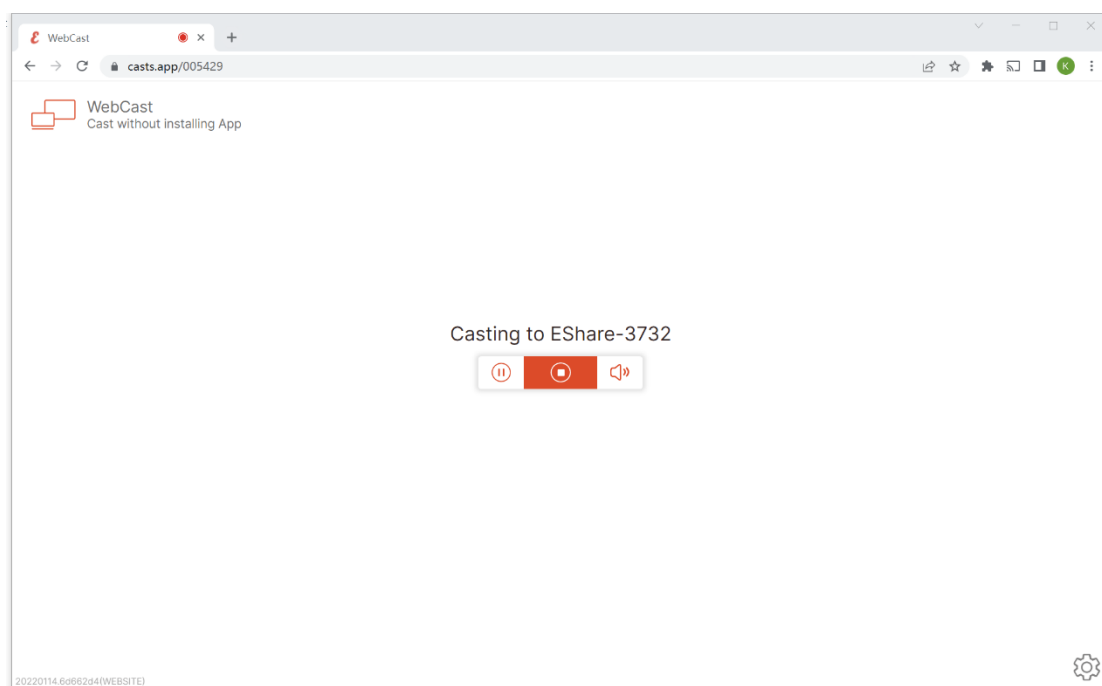 WebCast
casts.app/005429
K
WebCast
Cast without installing App
Casting to EShare-3732
20220114.6d662d4(WEBSITE)